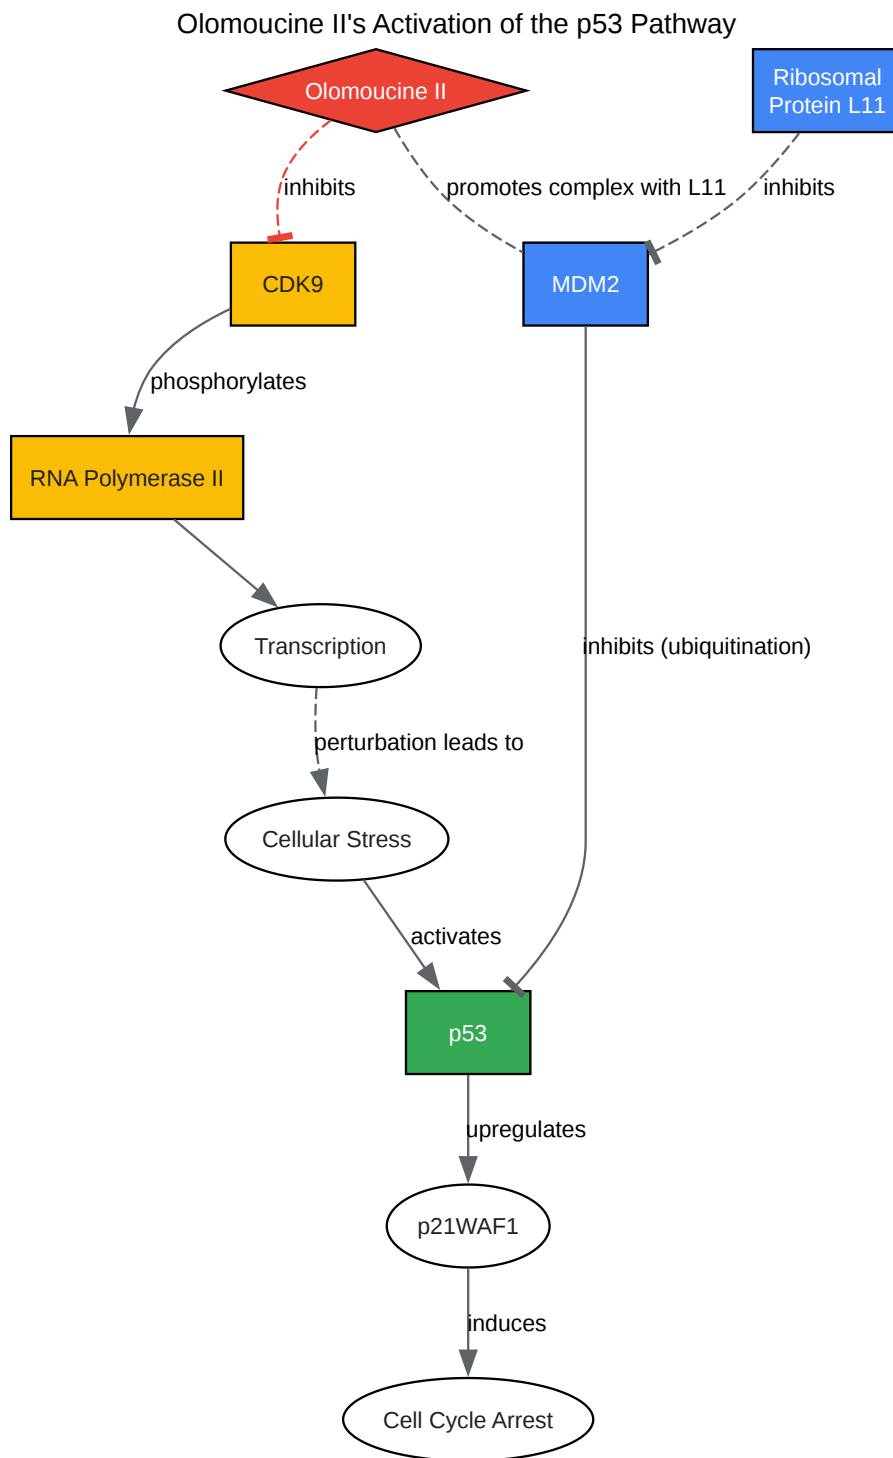 Olomoucine II's Activation of the p53 Pathway
Olomoucine II
Ribosomal
Protein L11
inhibits
promotes complex with L11
inhibits
CDK9
MDM2
phosphorylates
RNA Polymerase II
Transcription
inhibits (ubiquitination)
perturbation leads to
Cellular Stress
activates
p53
upregulates
p21WAF1
induces
Cell Cycle Arrest